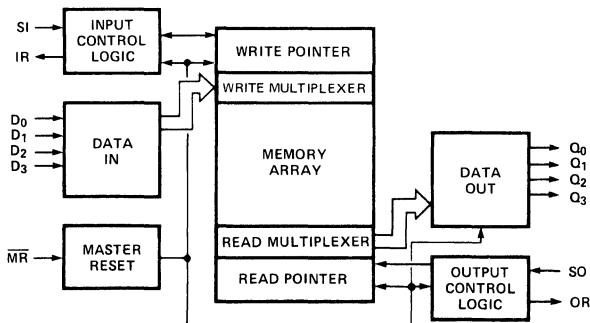 SI
IR
INPUT
CONTROL
LOGIC
WRITE POINTER
WRITE MULTIPLEXER
D0
D1
D2
D3
DATA
IN
MEMORY
ARRAY
DATA
OUT
Q0
Q1
Q2
Q3
MR
MASTER
RESET
READ MULTIPLEXER
READ POINTER
OUTPUT
CONTROL
LOGIC
SO
OR